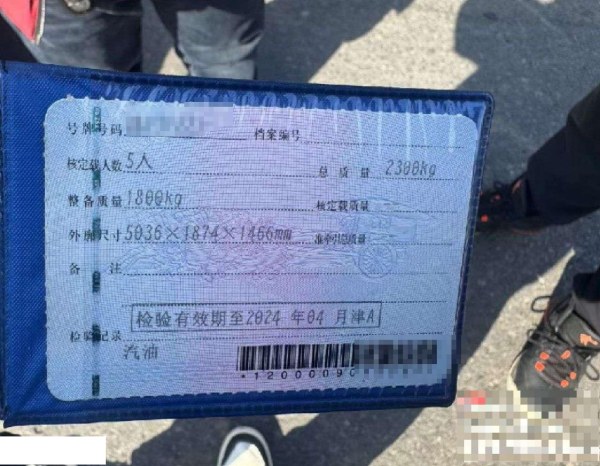 号牌号码 档案编号
核定载人数 5人 总质量 2300kg
整备质量 1800kg 核定载质量
外廓尺寸 5036×1874×1466mm 准牵引总质量
备注
检验有效期至2024年04月津A
检验记录
汽油
*12000090